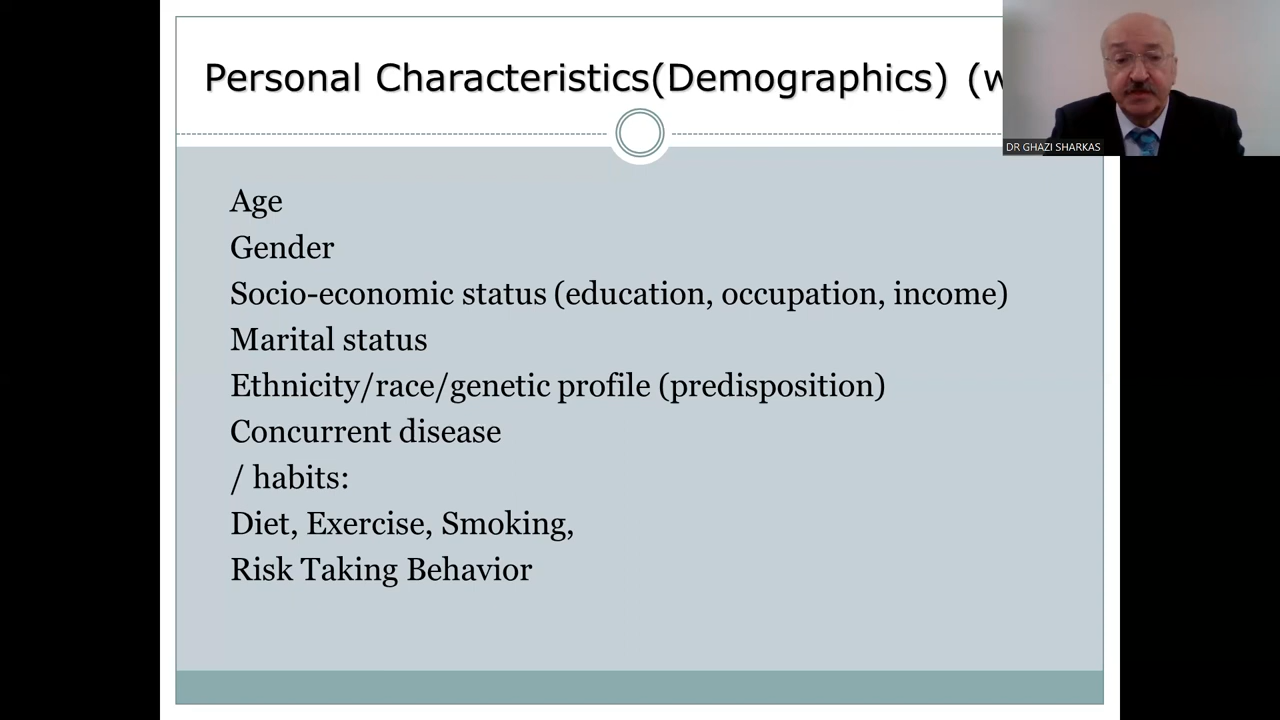 Personal Characteristics(Demographics) (w
DR GHAZI SHARKAS
Age
Gender
Socio-economic status (education, occupation, income)
Marital status
Ethnicity/race/genetic profile (predisposition)
Concurrent disease
/ habits:
Diet, Exercise, Smoking,
Risk Taking Behavior